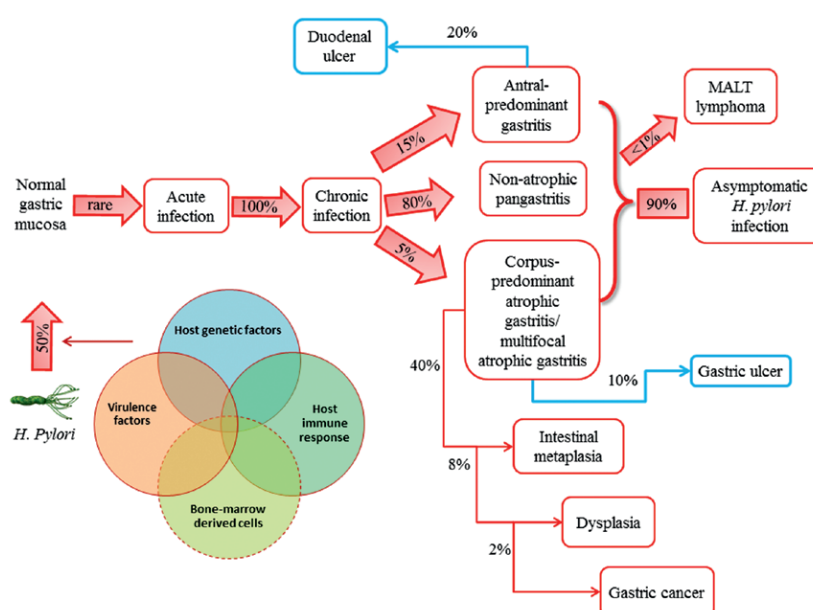 Duodenal
ulcer
20%
Antral-
predominant
gastritis
MALT
lymphoma
<1%
15%
Normal
gastric
mucosa
rare
Acute
infection
100%
Chronic
infection
80%
Non-atrophic
pangastritis
90%
Asymptomatic
H. pylori
infection
5%
Corpus-
predominant
atrophic
gastritis/
multifocal
atrophic gastritis
50%
H. Pylori
Host genetic factors
Virulence
factors
Host
immune
response
Bone-marrow
derived cells
40%
10%
Gastric ulcer
Intestinal
metaplasia
8%
Dysplasia
2%
Gastric cancer